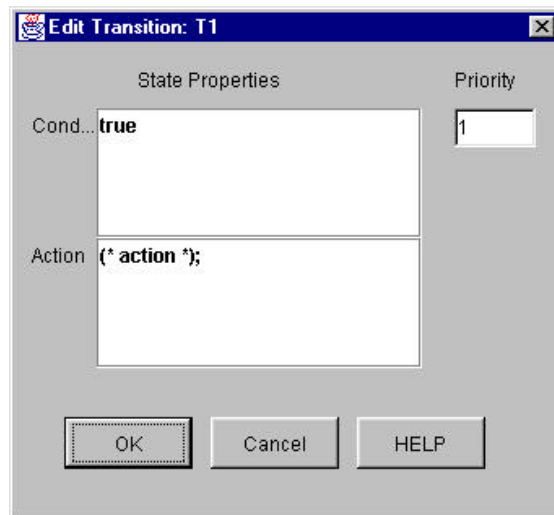 Edit Transition: T1
State Properties
Priority
Cond...
true
1
Action
(* action *);
OK
Cancel
HELP